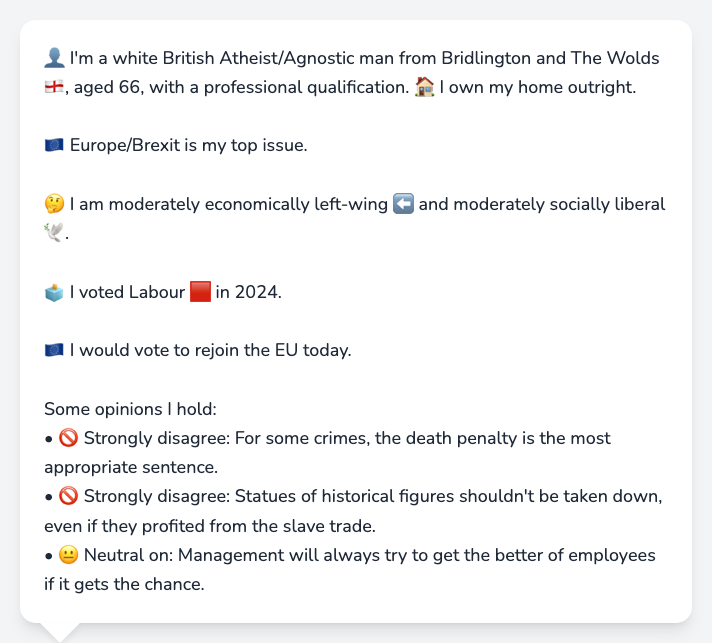 👤 I'm a white British Atheist/Agnostic man from Bridlington and The Wolds
🏴󠁧󠁢󠁥󠁮󠁧󠁿, aged 66, with a professional qualification. 🏠 I own my home outright.
🇪🇺 Europe/Brexit is my top issue.
🤔 I am moderately economically left-wing ⬅️ and moderately socially liberal
🕊️.
🗳️ I voted Labour 🟥 in 2024.
🇪🇺 I would vote to rejoin the EU today.
Some opinions I hold:
• 🚫 Strongly disagree: For some crimes, the death penalty is the most
appropriate sentence.
• 🚫 Strongly disagree: Statues of historical figures shouldn't be taken down,
even if they profited from the slave trade.
• 😐 Neutral on: Management will always try to get the better of employees
if it gets the chance.